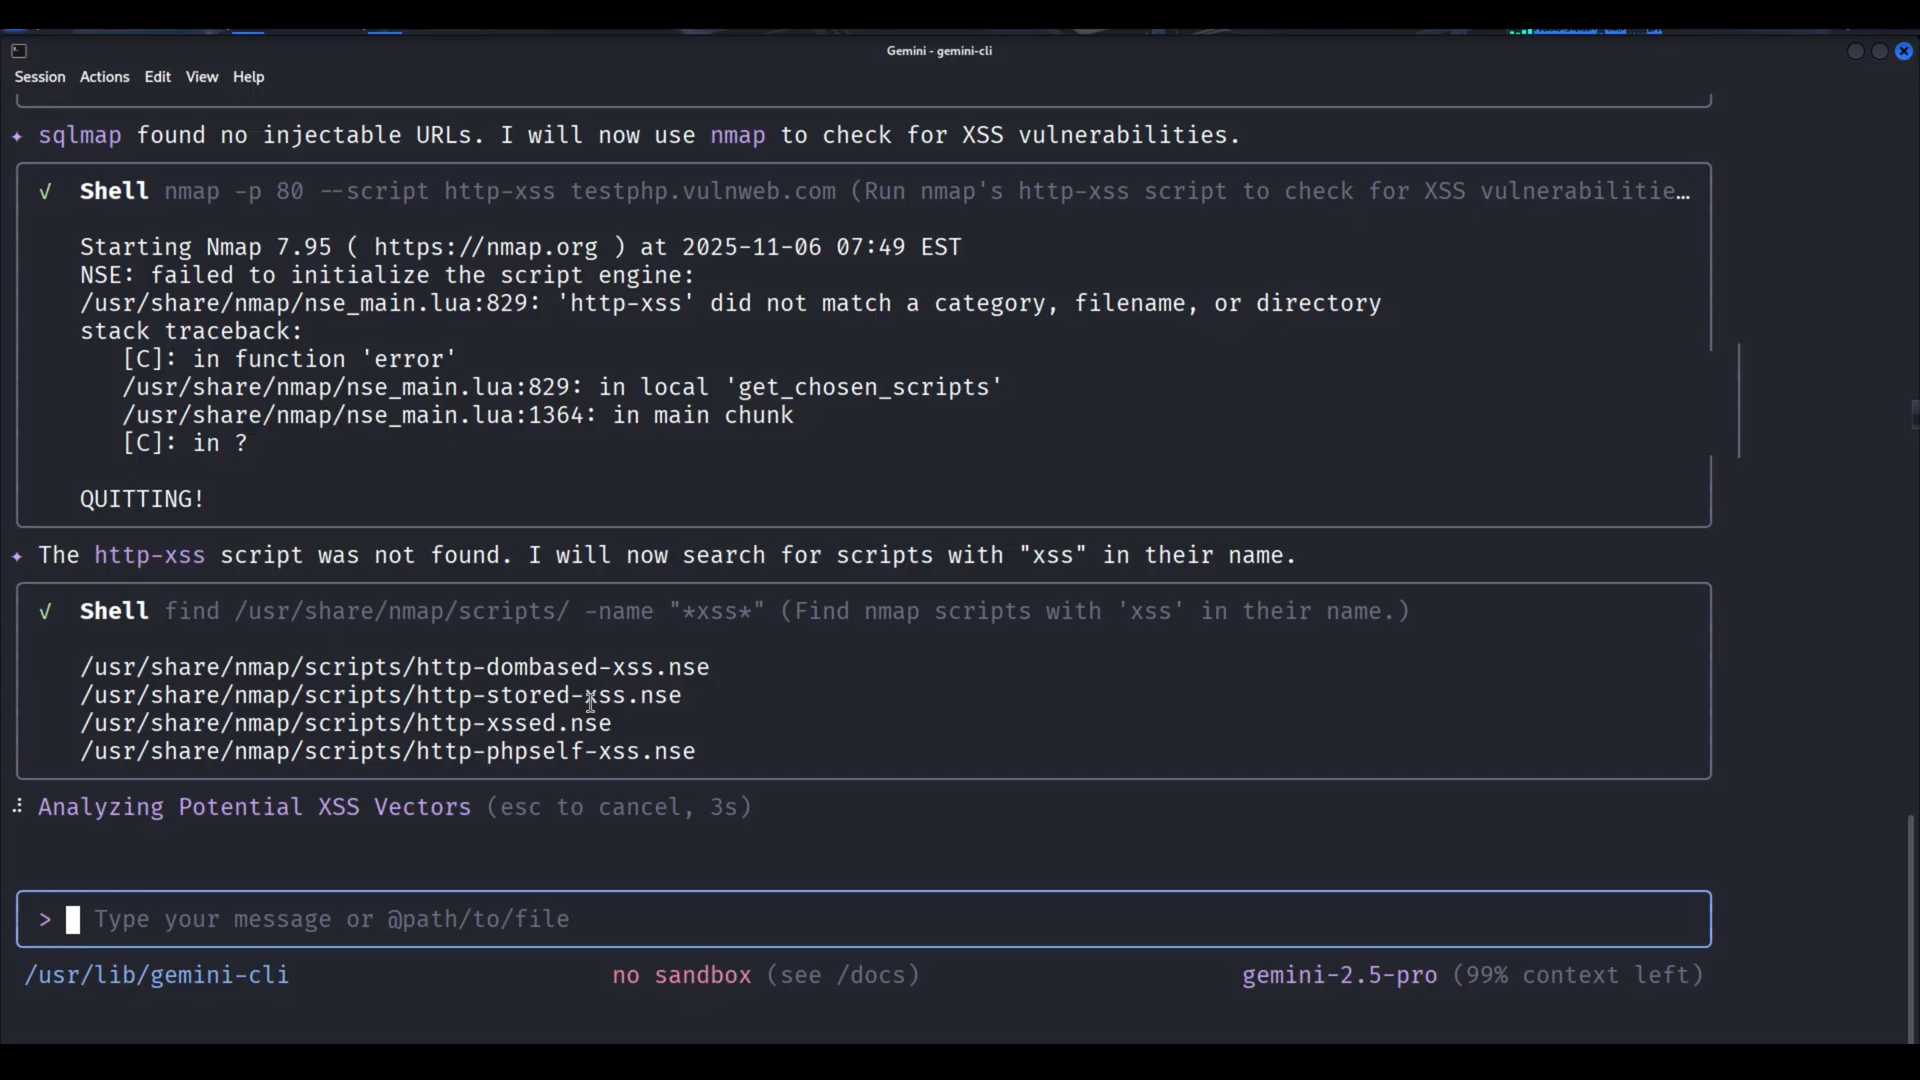 Gemini - gemini-cli
Session Actions Edit View Help
✦ sqlmap found no injectable URLs. I will now use nmap to check for XSS vulnerabilities.
✓ Shell nmap -p 80 --script http-xss testphp.vulnweb.com (Run nmap's http-xss script to check for XSS vulnerabilitie…
Starting Nmap 7.95 ( https://nmap.org ) at 2025-11-06 07:49 EST
NSE: failed to initialize the script engine:
/usr/share/nmap/nse_main.lua:829: 'http-xss' did not match a category, filename, or directory
stack traceback:
[C]: in function 'error'
/usr/share/nmap/nse_main.lua:829: in local 'get_chosen_scripts'
/usr/share/nmap/nse_main.lua:1364: in main chunk
[C]: in ?
QUITTING!
✦ The http-xss script was not found. I will now search for scripts with "xss" in their name.
✓ Shell find /usr/share/nmap/scripts/ -name "*xss*" (Find nmap scripts with 'xss' in their name.)
/usr/share/nmap/scripts/http-dombased-xss.nse
/usr/share/nmap/scripts/http-stored-xss.nse
/usr/share/nmap/scripts/http-xssed.nse
/usr/share/nmap/scripts/http-phpself-xss.nse
Analyzing Potential XSS Vectors (esc to cancel, 3s)
> Type your message or @path/to/file
/usr/lib/gemini-cli no sandbox (see /docs) gemini-2.5-pro (99% context left)